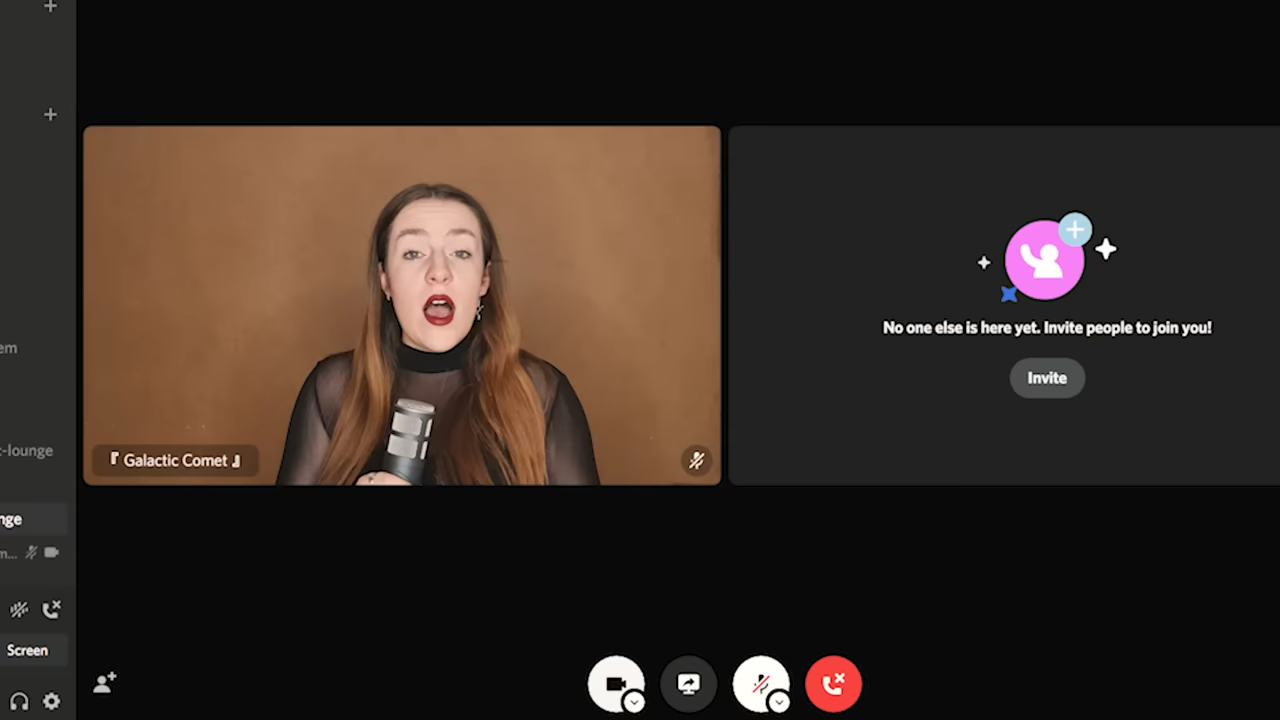 em
-lounge
nge
m...
Screen
『 Galactic Comet 』
No one else is here yet. Invite people to join you!
Invite